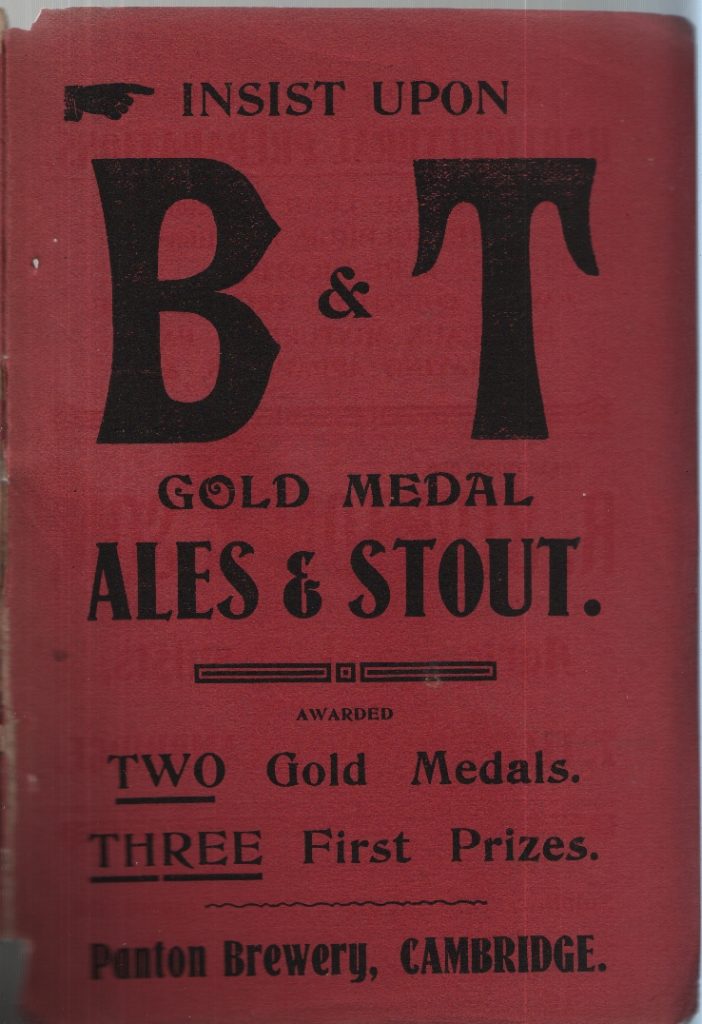 INSIST UPON
B & T
GOLD MEDAL
ALES & STOUT.
AWARDED
TWO Gold Medals.
THREE First Prizes.
Panton Brewery, CAMBRIDGE.